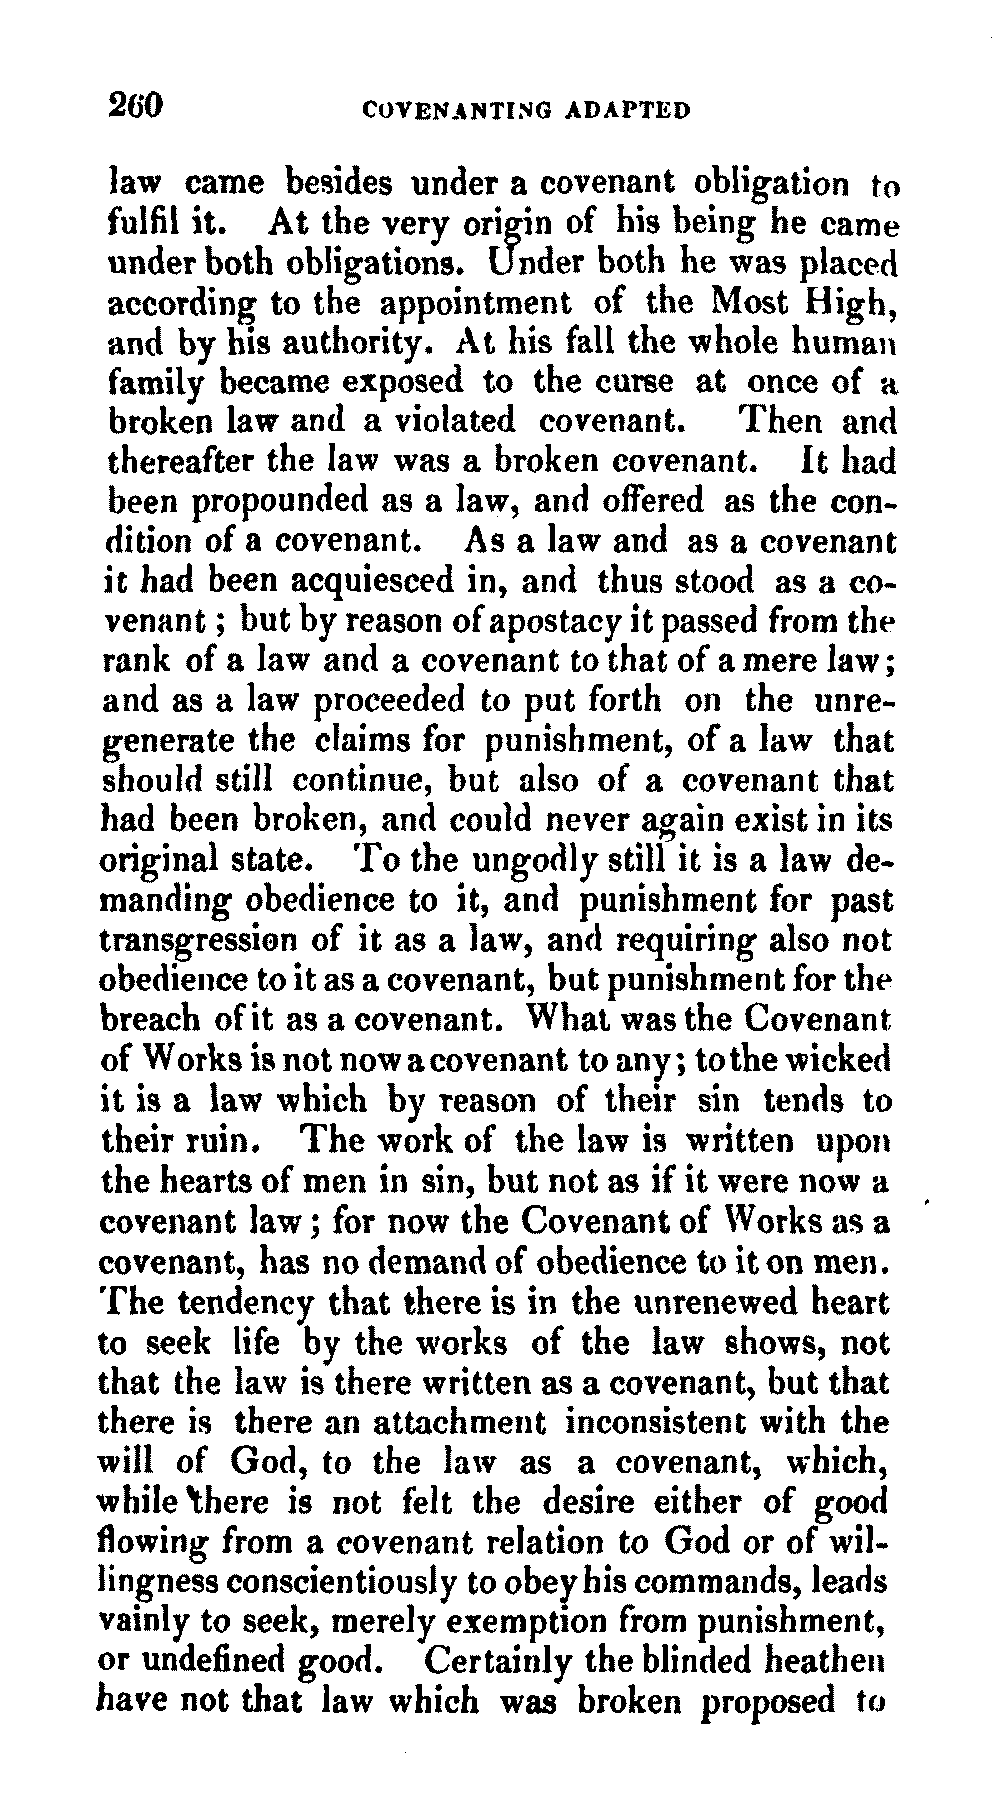 260 COVENANTING ADAPTED
law came besides under a covenant obligation to
fulfil it. At the very origin of his being he came
under both obligations. Under both he was placed
according to the appointment of the Most High,
and by his authority. At his fall the whole human
family became exposed to the curse at once of a
broken law and a violated covenant. Then and
thereafter the law was a broken covenant. It had
been propounded as a law, and offered as the con-
dition of a covenant. As a law and as a covenant
it had been acquiesced in, and thus stood as a co-
venant; but by reason of apostacy it passed from the
rank of a law and a covenant to that of a mere law;
and as a law proceeded to put forth on the unre-
generate the claims for punishment, of a law that
should still continue, but also of a covenant that
had been broken, and could never again exist in its
original state. To the ungodly still it is a law de-
manding obedience to it, and punishment for past
transgression of it as a law, and requiring also not
obedience to it as a covenant, but punishment for the
breach of it as a covenant. What was the Covenant
of Works is not now a covenant to any; to the wicked
it is a law which by reason of their sin tends to
their ruin. The work of the law is written upon
the hearts of men in sin, but not as if it were now a
covenant law; for now the Covenant of Works as a
covenant, has no demand of obedience to it on men.
The tendency that there is in the unrenewed heart
to seek life by the works of the law shows, not
that the law is there written as a covenant, but that
there is there an attachment inconsistent with the
will of God, to the law as a covenant, which,
while there is not felt the desire either of good
flowing from a covenant relation to God or of wil-
lingness conscientiously to obey his commands, leads
vainly to seek, merely exemption from punishment,
or undefined good. Certainly the blinded heathen
have not that law which was broken proposed to